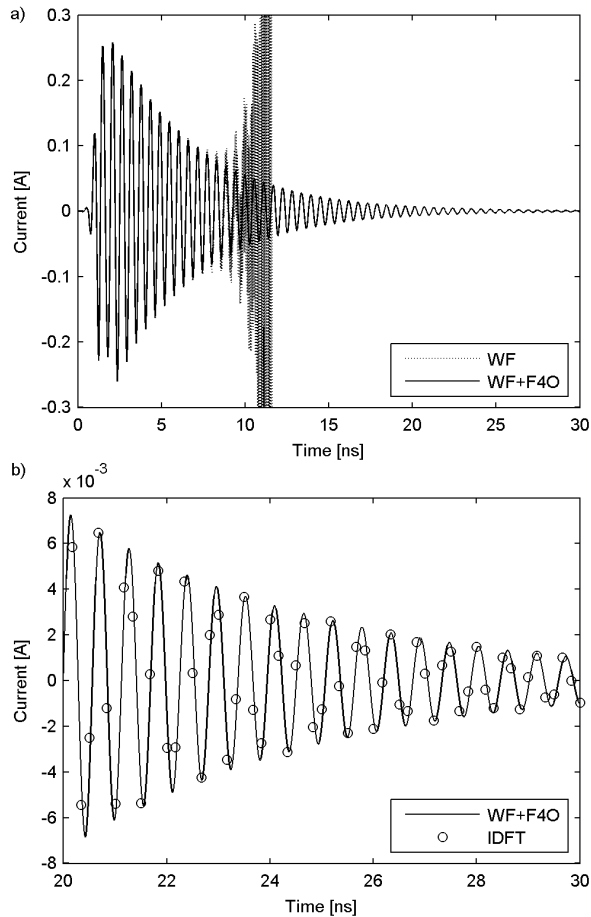 a)
0.3
0.2
0.1
0
-0.1
-0.2
-0.3
Current [A]
WF
WF+F4O
0 5 10 15 20 25 30
Time [ns]
b)
x 10⁻³
8
6
4
2
0
-2
-4
-6
-8
Current [A]
WF+F4O
IDFT
20 22 24 26 28 30
Time [ns]